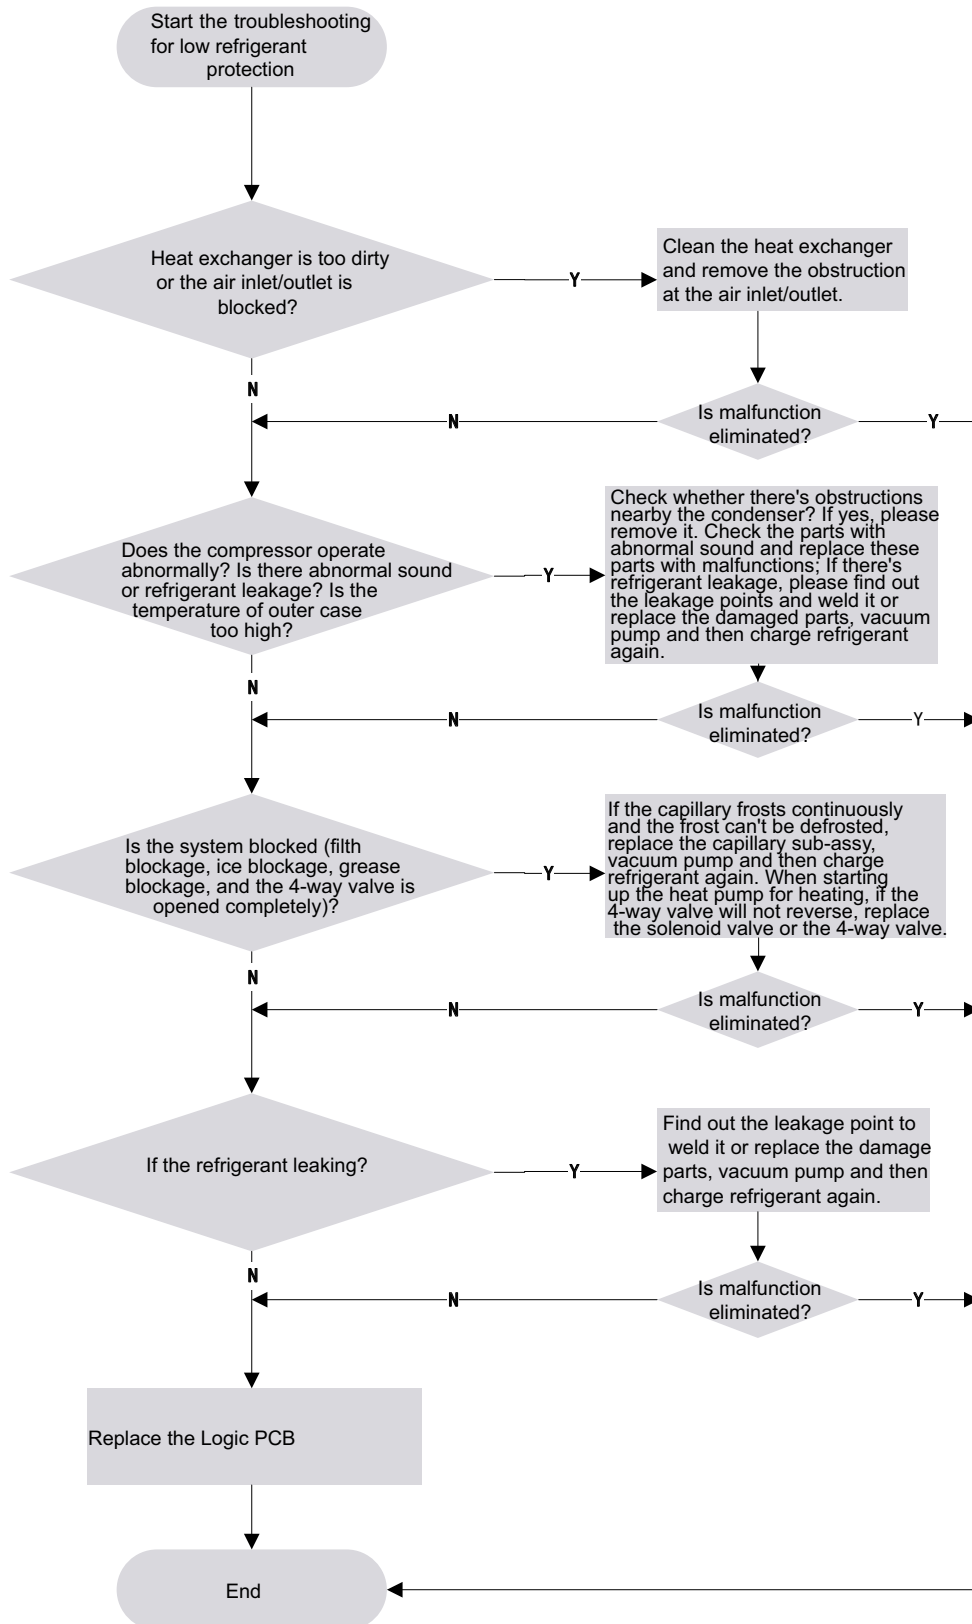 Start the troubleshooting
for low refrigerant
protection
Heat exchanger is too dirty
or the air inlet/outlet is
blocked?
Y
Clean the heat exchanger
and remove the obstruction
at the air inlet/outlet.
N
Is malfunction
eliminated?
N
Y
Does the compressor operate
abnormally? Is there abnormal sound
or refrigerant leakage? Is the
temperature of outer case
too high?
Y
Check whether there's obstructions
nearby the condenser? If yes, please
remove it. Check the parts with
abnormal sound and replace these
parts with malfunctions; If there's
refrigerant leakage, please find out
the leakage points and weld it or
replace the damaged parts, vacuum
pump and then charge refrigerant
again.
N
Is malfunction
eliminated?
N
Y
Is the system blocked (filth
blockage, ice blockage, grease
blockage, and the 4-way valve is
opened completely)?
Y
If the capillary frosts continuously
and the frost can't be defrosted,
replace the capillary sub-assy,
vacuum pump and then charge
refrigerant again. When starting
up the heat pump for heating, if the
4-way valve will not reverse, replace
the solenoid valve or the 4-way valve.
N
Is malfunction
eliminated?
N
Y
If the refrigerant leaking?
Y
Find out the leakage point to
weld it or replace the damage
parts, vacuum pump and then
charge refrigerant again.
N
Is malfunction
eliminated?
N
Y
Replace the Logic PCB
End